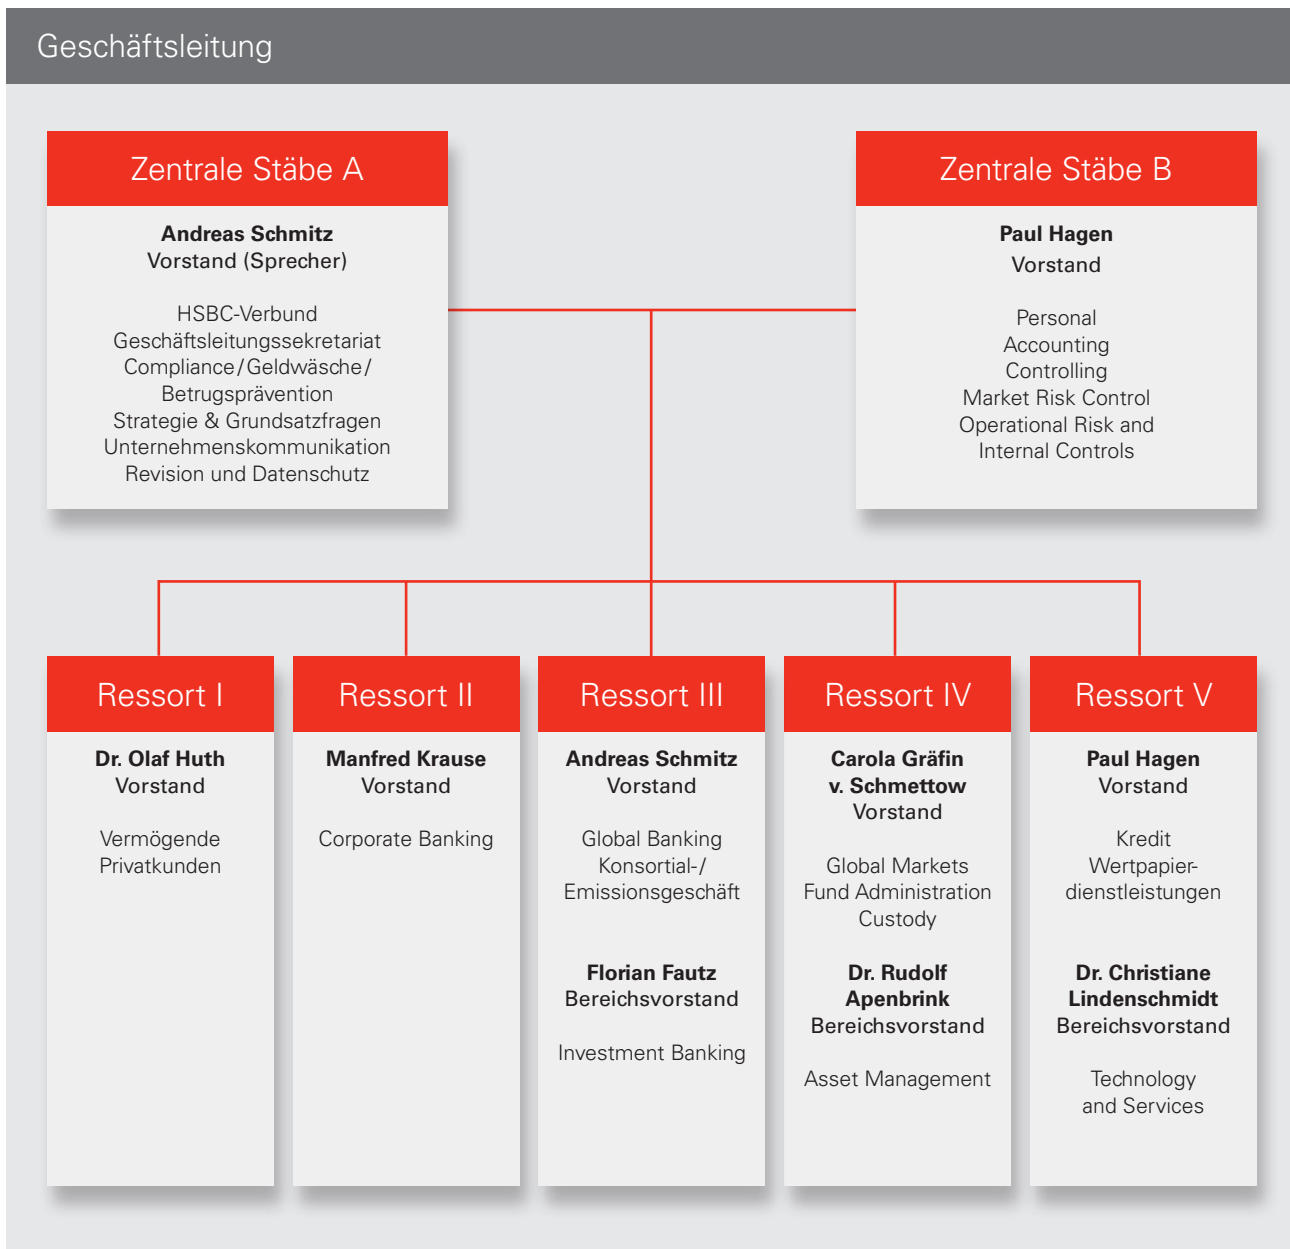 Geschäftsleitung
Zentrale Stäbe A
Andreas Schmitz
Vorstand (Sprecher)
HSBC-Verbund
Geschäftsleitungssekretariat
Compliance/Geldwäsche/
Betrugsprävention
Strategie & Grundsatzfragen
Unternehmenskommunikation
Revision und Datenschutz
Zentrale Stäbe B
Paul Hagen
Vorstand
Personal
Accounting
Controlling
Market Risk Control
Operational Risk and
Internal Controls
Ressort I
Dr. Olaf Huth
Vorstand
Vermögende
Privatkunden
Ressort II
Manfred Krause
Vorstand
Corporate Banking
Ressort III
Andreas Schmitz
Vorstand
Global Banking
Konsortial-/
Emissionsgeschäft
Florian Fautz
Bereichsvorstand
Investment Banking
Ressort IV
Carola Gräfin
v. Schmettow
Vorstand
Global Markets
Fund Administration
Custody
Dr. Rudolf
Apenbrink
Bereichsvorstand
Asset Management
Ressort V
Paul Hagen
Vorstand
Kredit
Wertpapier-
dienstleistungen
Dr. Christiane
Lindenschmidt
Bereichsvorstand
Technology
and Services